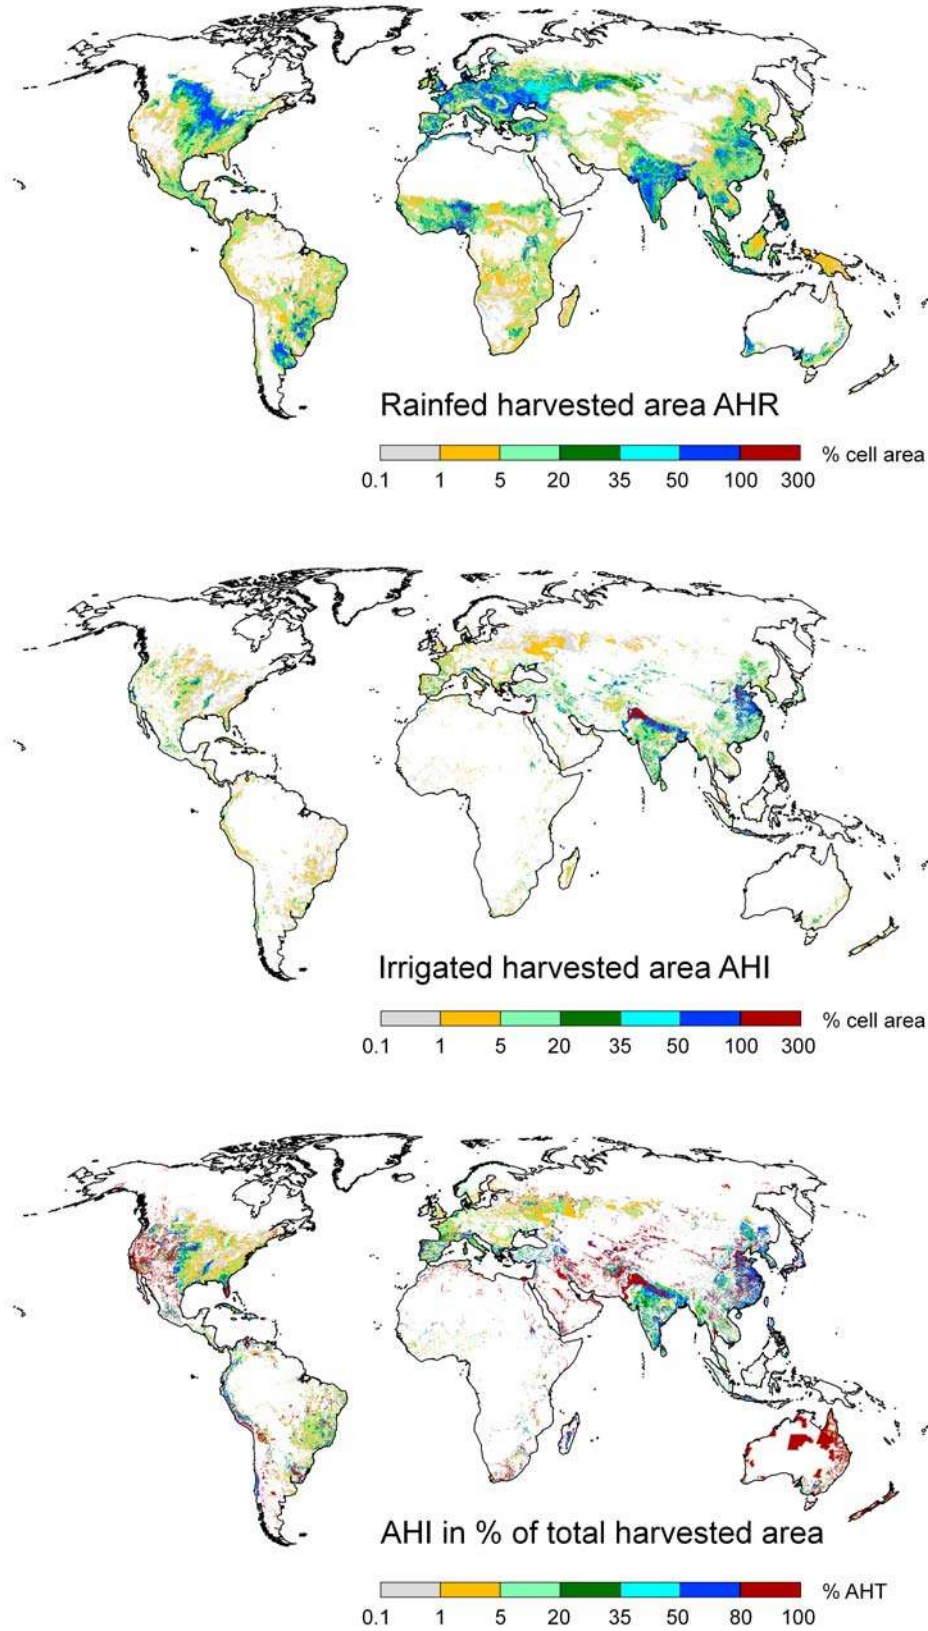 Rainfed harvested area AHR
% cell area
0.1 1 5 20 35 50 100 300
Irrigated harvested area AHI
% cell area
0.1 1 5 20 35 50 100 300
AHI in % of total harvested area
% AHT
0.1 1 5 20 35 50 80 100